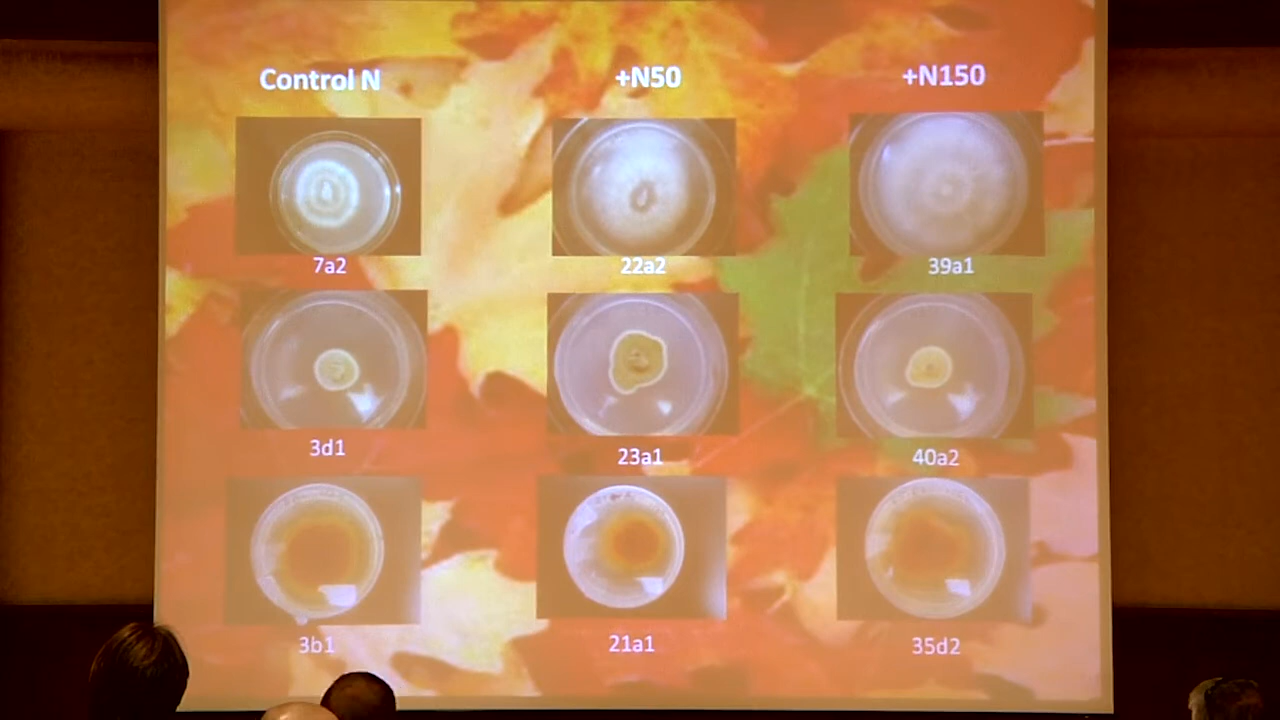 Control N +N50 +N150
7a2 22a2 39a1
3d1 23a1 40a2
3b1 21a1 35d2